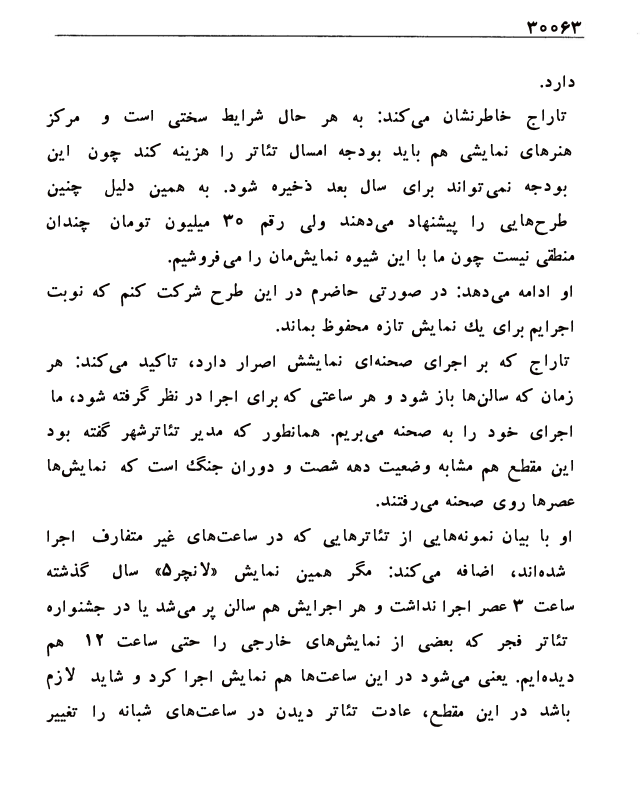 ۳۰۰۶۳
دارد.
تاراج خاطرنشان می‌کند: به هر حال شرایط سختی است و مرکز
هنرهای نمایشی هم باید بودجه امسال تئاتر را هزینه کند چون این
بودجه نمی‌تواند برای سال بعد ذخیره شود. به همین دلیل چنین
طرح‌هایی را پیشنهاد می‌دهند ولی رقم ۳۰ میلیون تومان چندان
منطقی نیست چون ما با این شیوه نمایش‌مان را می‌فروشیم.
او ادامه می‌دهد: در صورتی حاضرم در این طرح شرکت کنم که نوبت
اجرایم برای یك نمایش تازه محفوظ بماند.
تاراج که بر اجرای صحنه‌ای نمایشش اصرار دارد، تاکید می‌کند: هر
زمان که سالن‌ها باز شود و هر ساعتی که برای اجرا در نظر گرفته شود، ما
اجرای خود را به صحنه می‌بریم. همانطور که مدیر تئاترشهر گفته بود
این مقطع هم مشابه وضعیت دهه شصت و دوران جنگ است که نمایش‌ها
عصرها روی صحنه می‌رفتند.
او با بیان نمونه‌هایی از تئاترهایی که در ساعت‌های غیر متفارف اجرا
شده‌اند، اضافه می‌کند: مگر همین نمایش «لانچر۵» سال گذشته
ساعت ۳ عصر اجرا نداشت و هر اجرایش هم سالن پر می‌شد یا در جشنواره
تئاتر فجر که بعضی از نمایش‌های خارجی را حتی ساعت ۱۲ هم
دیده‌ایم. یعنی می‌شود در این ساعت‌ها هم نمایش اجرا کرد و شاید لازم
باشد در این مقطع، عادت تئاتر دیدن در ساعت‌های شبانه را تغییر